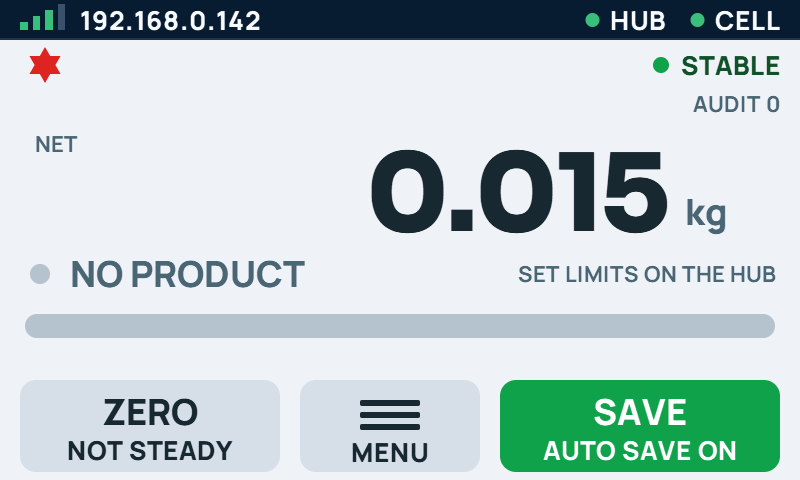 192.168.0.142 HUB CELL
STABLE
AUDIT 0
NET
0.015 kg
NO PRODUCT SET LIMITS ON THE HUB
ZERO MENU SAVE
NOT STEADY AUTO SAVE ON